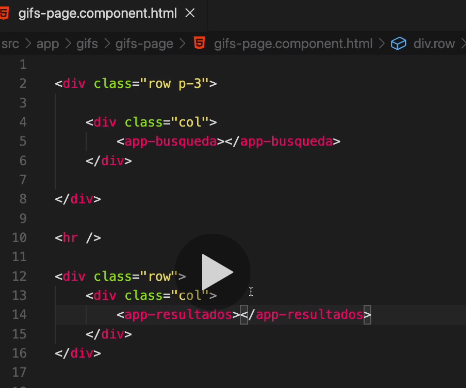 gifs-page.component.html ×
src > app > gifs > gifs-page > gifs-page.component.html > div.row
1
2 <div class="row p-3">
3
4 <div class="col">
5 <app-busqueda></app-busqueda>
6 </div>
7
8 </div>
9
10 <hr />
11
12 <div class="row">
13 <div class="col">
14 <app-resultados></app-resultados>
15 </div>
16 </div>
17